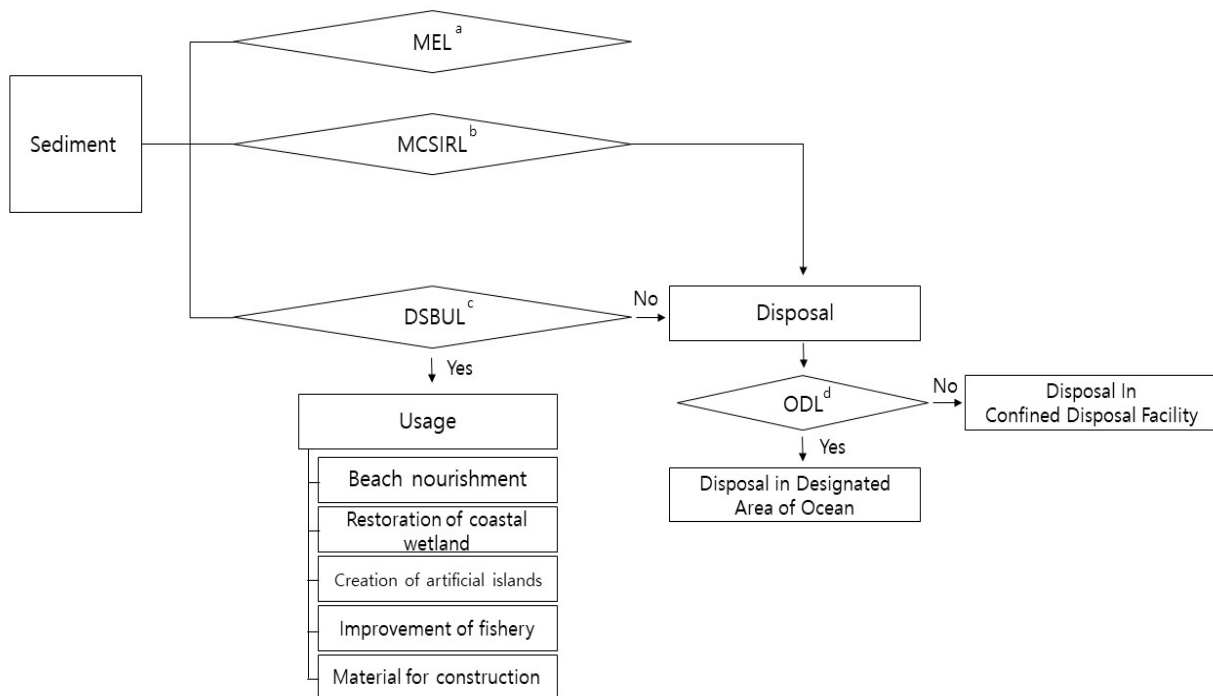 MEL a
Sediment
MCSIRL b
DSBUL c
No
Disposal
Yes
ODL d
No
Disposal In
Confined Disposal Facility
Yes
Disposal in Designated
Area of Ocean
Usage
Beach nourishment
Restoration of coastal
wetland
Creation of artificial islands
Improvement of fishery
Material for construction